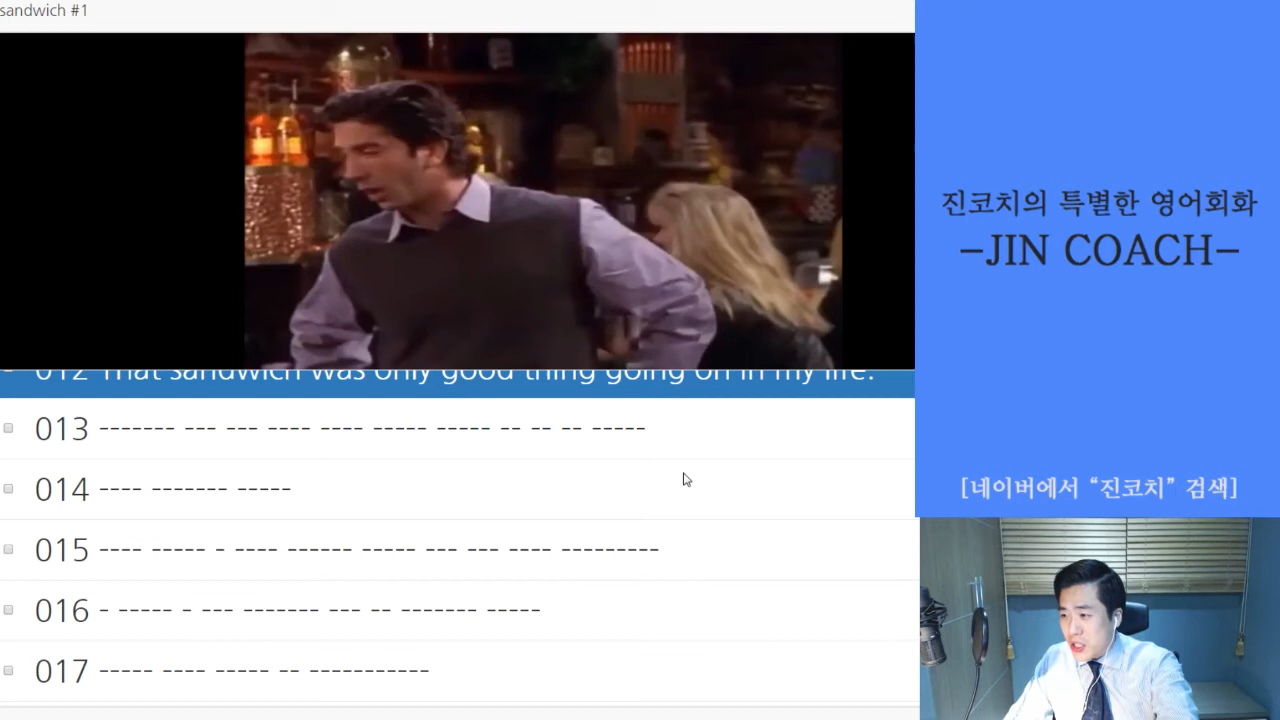 sandwich #1
012 That sandwich was only good thing going on in my life.
013 ------- --- --- ---- ---- ----- ----- -- -- -- -----
014 ---- ------- -----
015 ---- ----- - ---- ------ ----- --- --- ---- ---------
016 - ----- - --- ------- --- -- ------- -----
017 ----- ---- ----- -- -----------
진코치의 특별한 영어회화
–JIN COACH–
[네이버에서 “진코치” 검색]